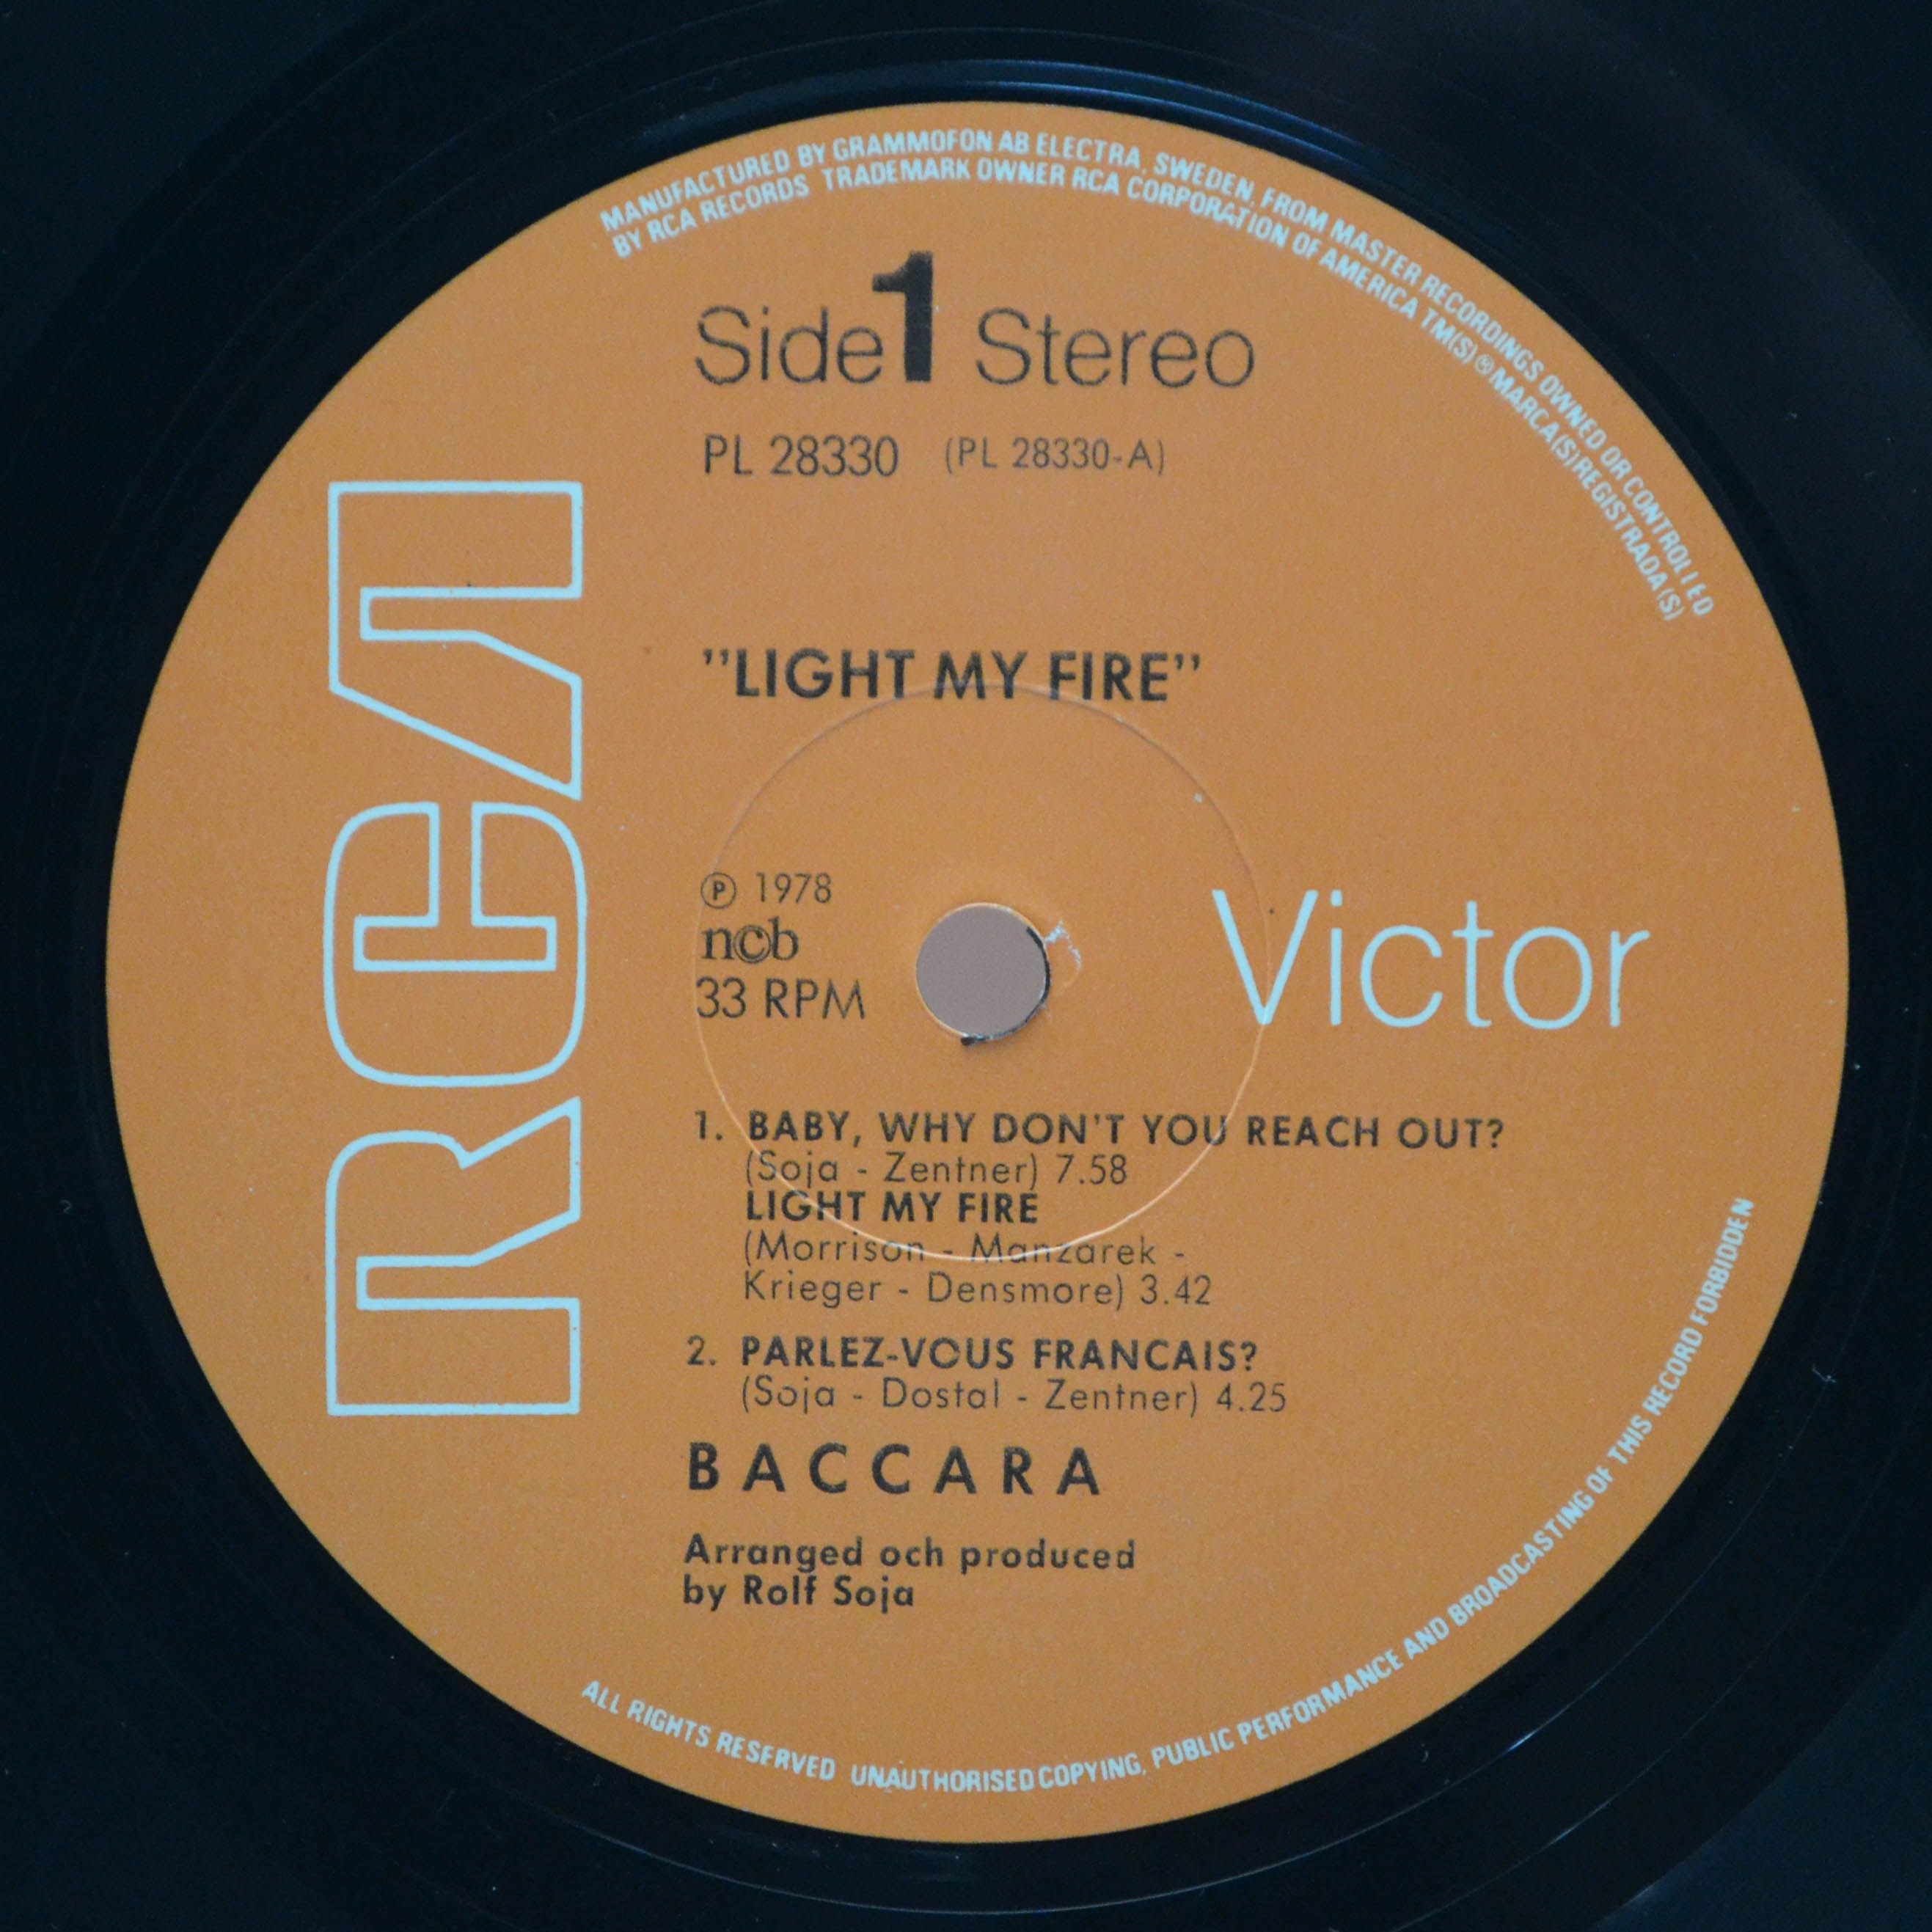 MANUFACTURED BY GRAMMOFON AB ELECTRA, SWEDEN, FROM MASTER RECORDINGS OWNED OR CONTROLLED
BY RCA RECORDS TRADEMARK OWNER RCA CORPORATION OF AMERICA TM(S) ® MARCA(S) REGISTRADA(S)
Side 1 Stereo
PL 28330 (PL 28330-A)
RCA
"LIGHT MY FIRE"
Ⓟ 1978
n©b
33 RPM
Victor
1. BABY, WHY DON'T YOU REACH OUT?
(Soja - Zentner) 7.58
LIGHT MY FIRE
(Morrison - Manzarek -
Krieger - Densmore) 3.42
2. PARLEZ-VOUS FRANCAIS?
(Soja - Dostal - Zentner) 4.25
BACCARA
Arranged och produced
by Rolf Soja
ALL RIGHTS RESERVED UNAUTHORISED COPYING, PUBLIC PERFORMANCE AND BROADCASTING OF THIS RECORD FORBIDDEN